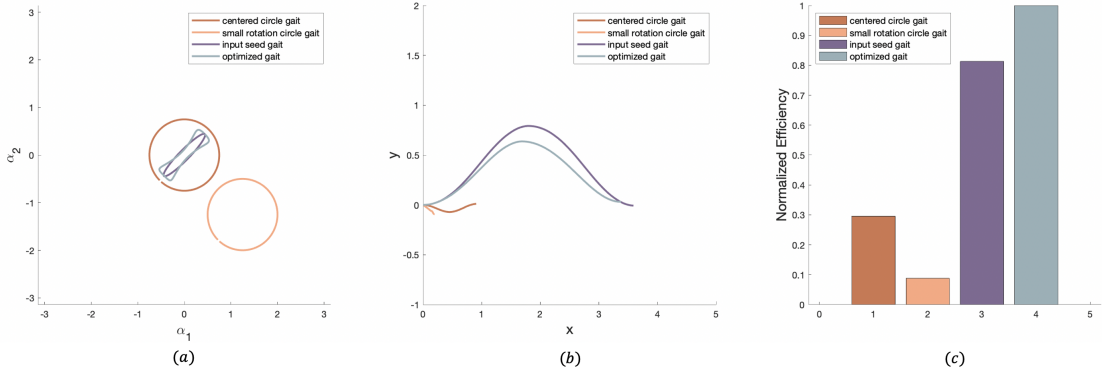 3
2
1
0
-1
-2
-3
-3
-2
-1
0
1
2
3
α2
α1
centered circle gait
small rotation circle gait
input seed gait
optimized gait
(a)
2
1.5
1
0.5
0
-0.5
-1
0
1
2
3
4
5
y
x
centered circle gait
small rotation circle gait
input seed gait
optimized gait
(b)
1
0.9
0.8
0.7
0.6
0.5
0.4
0.3
0.2
0.1
0
0
1
2
3
4
5
Normalized Efficiency
centered circle gait
small rotation circle gait
input seed gait
optimized gait
(c)